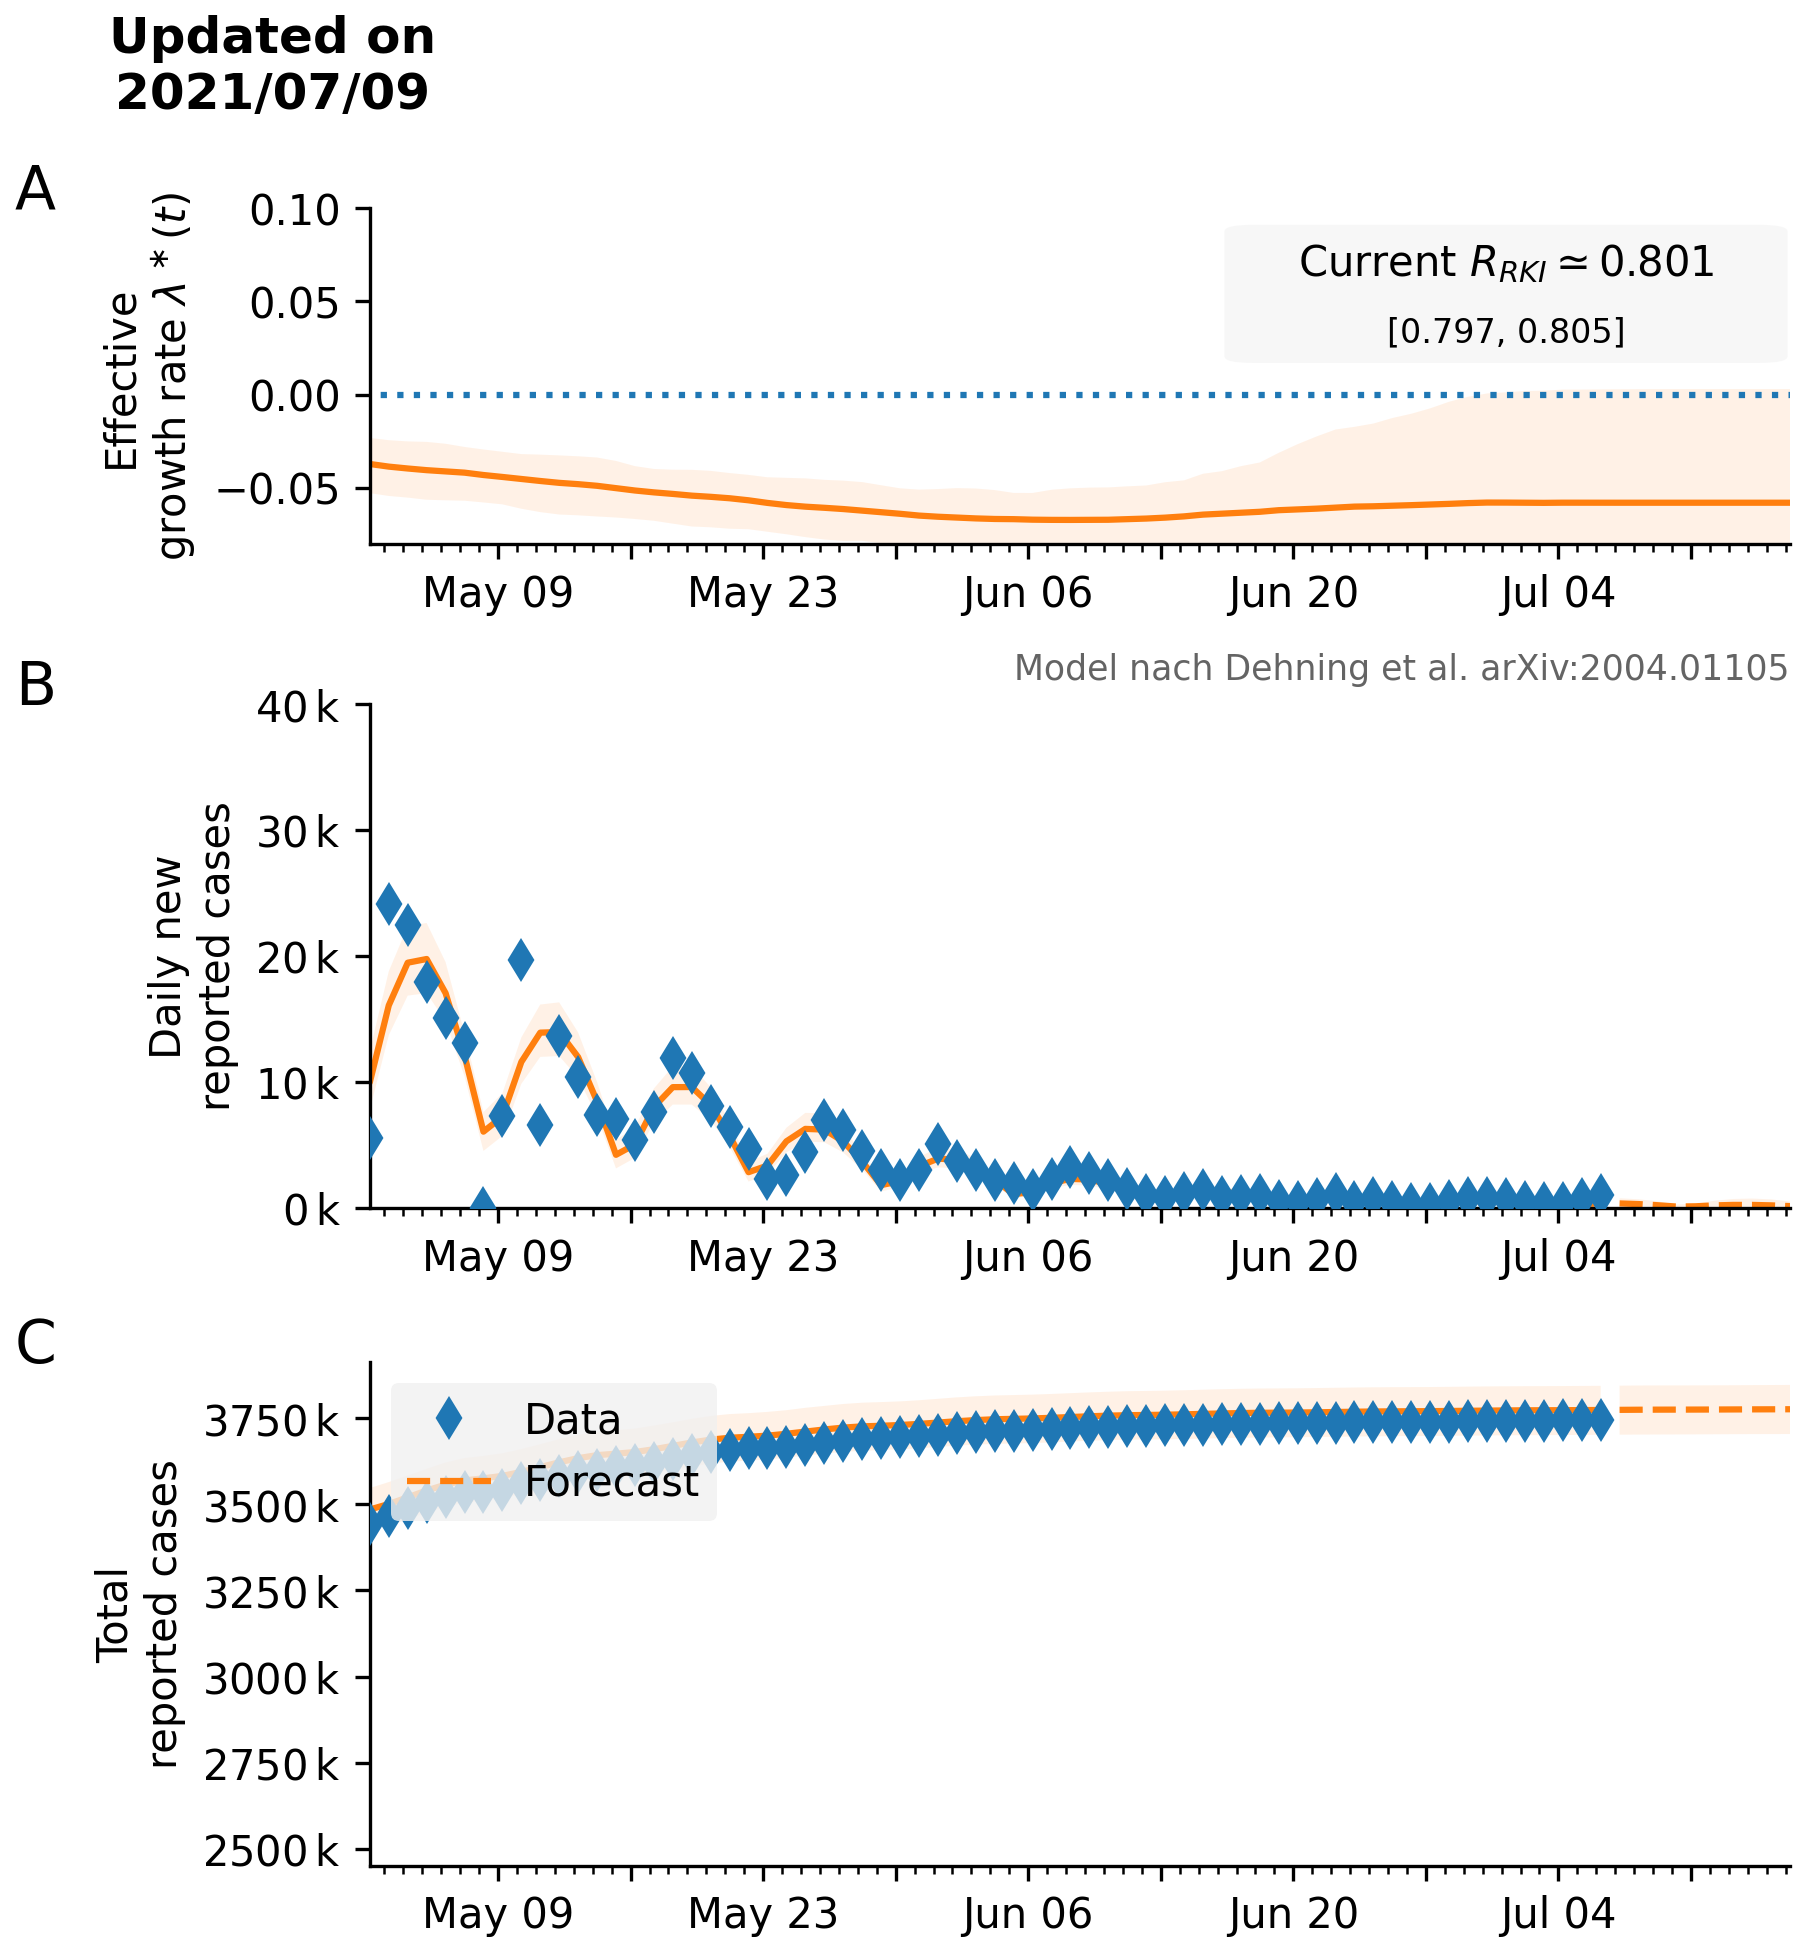 Updated on
2021/07/09
A
Effective
growth rate λ * (t)
0.10
0.05
0.00
−0.05
Current R_RKI ≃ 0.801
[0.797, 0.805]
May 09 May 23 Jun 06 Jun 20 Jul 04
Model nach Dehning et al. arXiv:2004.01105
B
Daily new
reported cases
40 k
30 k
20 k
10 k
0 k
May 09 May 23 Jun 06 Jun 20 Jul 04
C
Total
reported cases
3750 k
3500 k
3250 k
3000 k
2750 k
2500 k
Data
Forecast
May 09 May 23 Jun 06 Jun 20 Jul 04